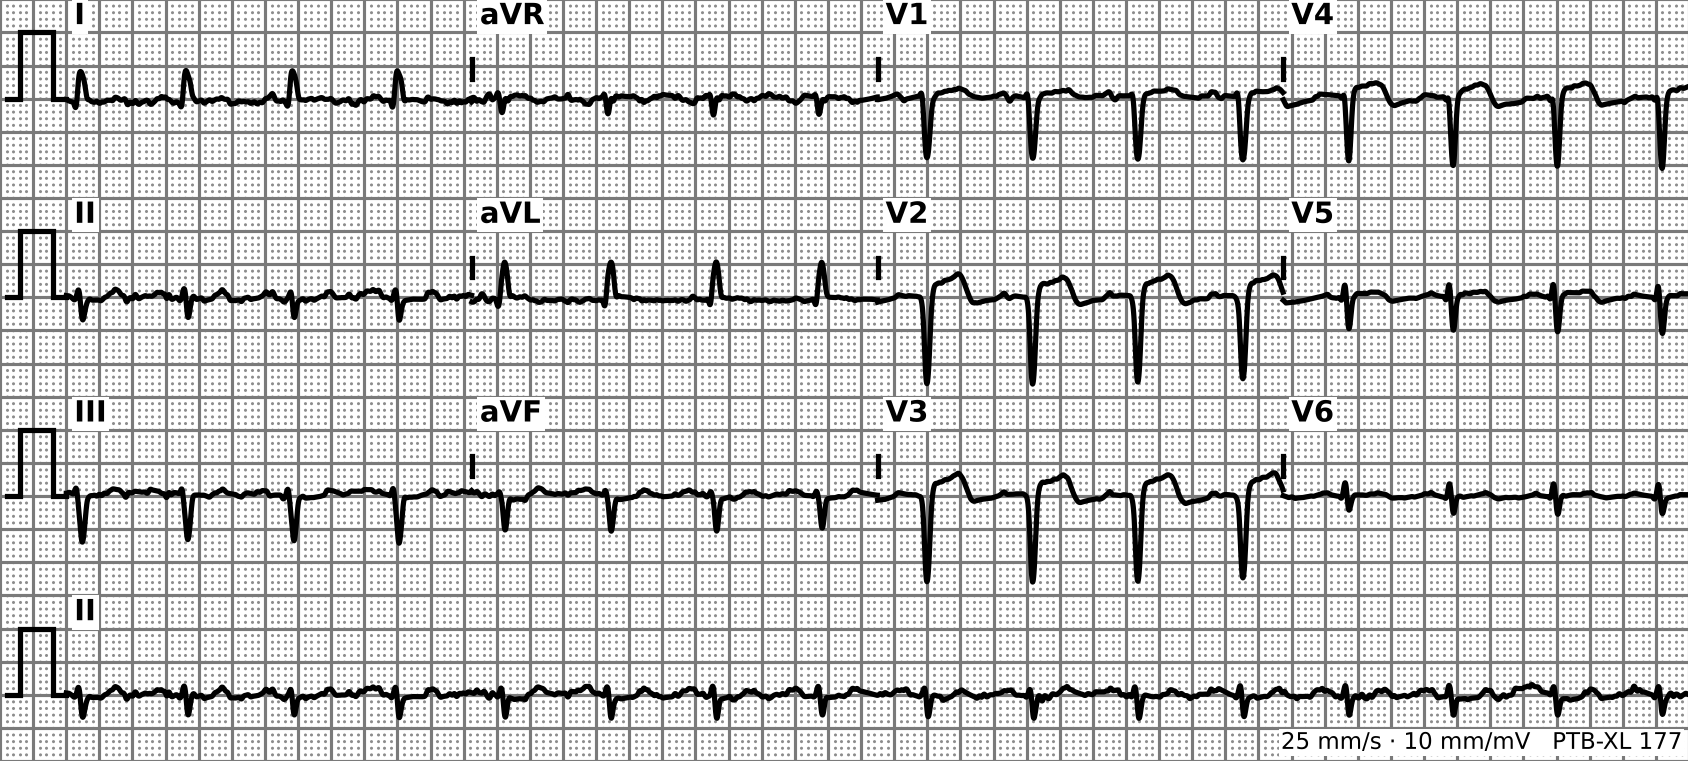 I aVR V1 V4
II aVL V2 V5
III aVF V3 V6
II
25 mm/s · 10 mm/mV PTB-XL 177